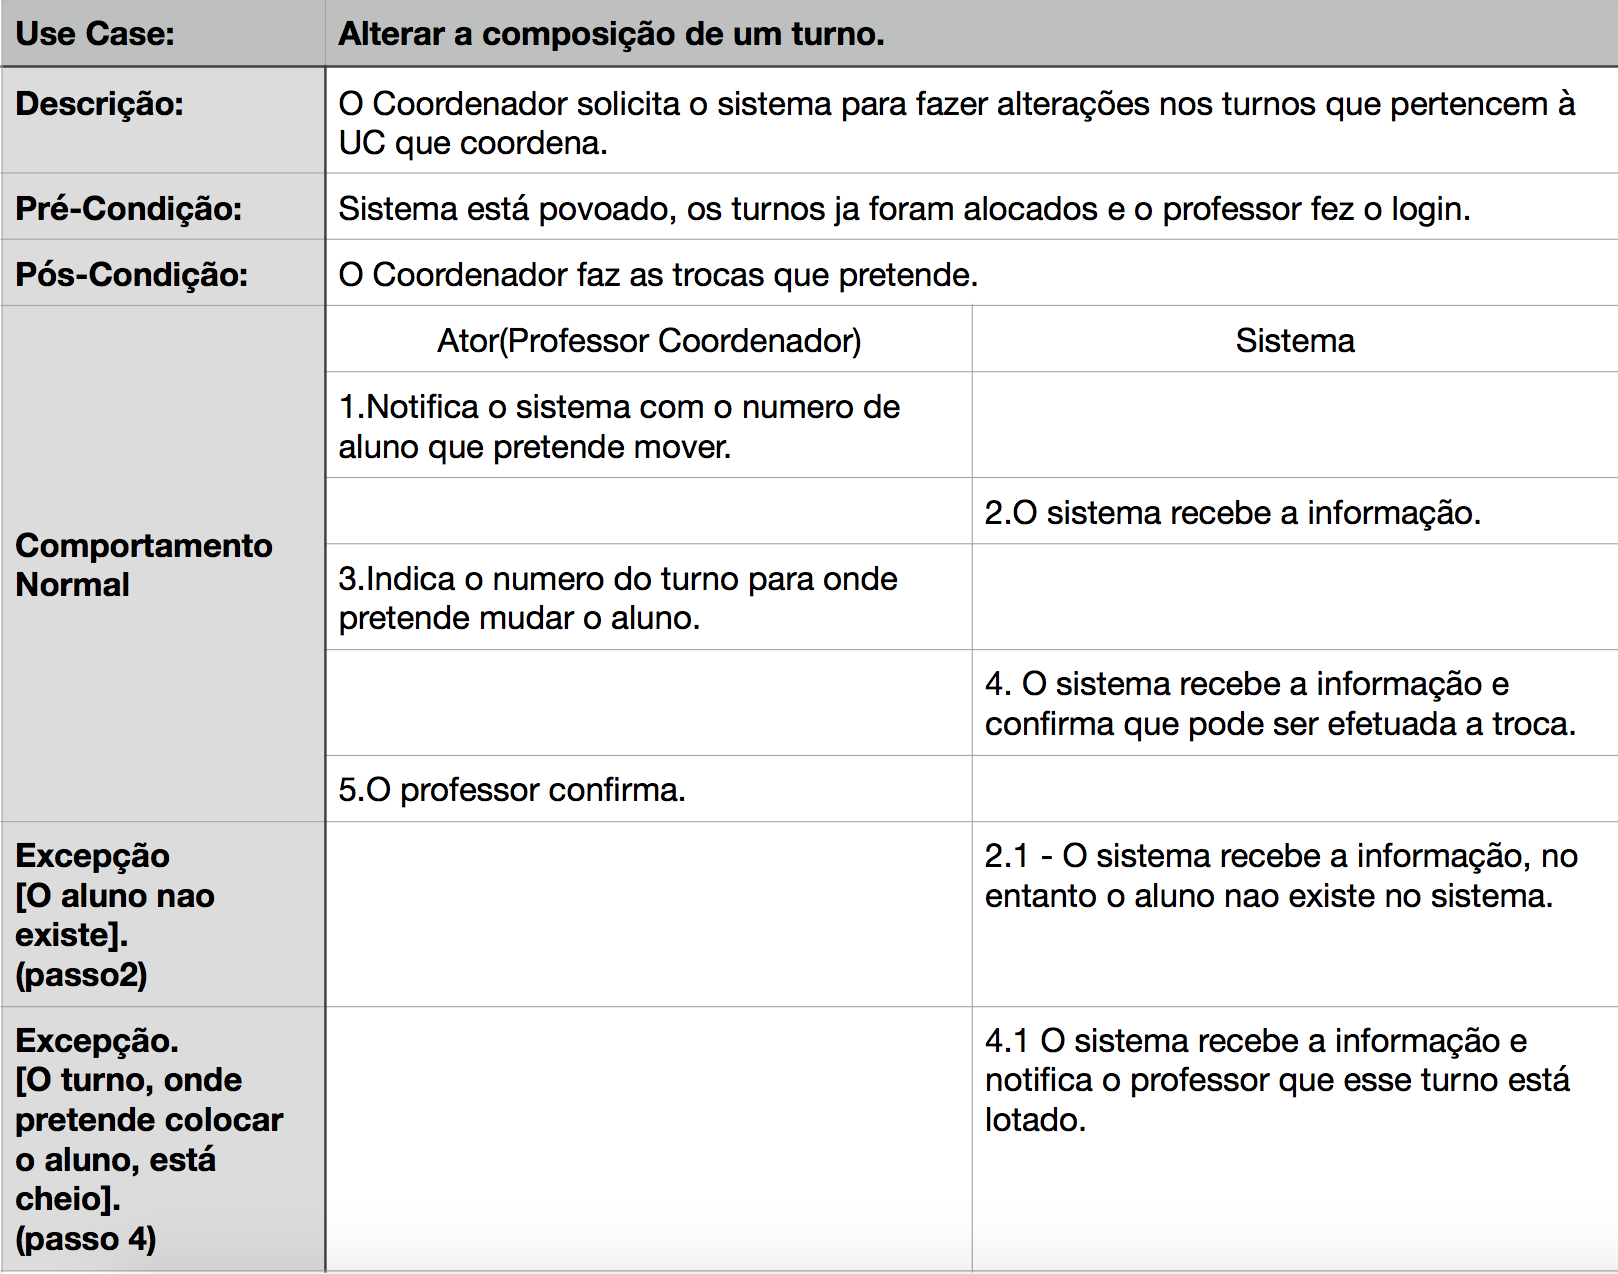 Use Case:
Alterar a composição de um turno.
Descrição:
O Coordenador solicita o sistema para fazer alterações nos turnos que pertencem à
UC que coordena.
Pré-Condição:
Sistema está povoado, os turnos ja foram alocados e o professor fez o login.
Pós-Condição:
O Coordenador faz as trocas que pretende.
Comportamento
Normal
Ator(Professor Coordenador)
Sistema
1.Notifica o sistema com o numero de
aluno que pretende mover.
2.O sistema recebe a informação.
3.Indica o numero do turno para onde
pretende mudar o aluno.
4. O sistema recebe a informação e
confirma que pode ser efetuada a troca.
5.O professor confirma.
Excepção
[O aluno nao
existe].
(passo2)
2.1 - O sistema recebe a informação, no
entanto o aluno nao existe no sistema.
Excepção.
[O turno, onde
pretende colocar
o aluno, está
cheio].
(passo 4)
4.1 O sistema recebe a informação e
notifica o professor que esse turno está
lotado.